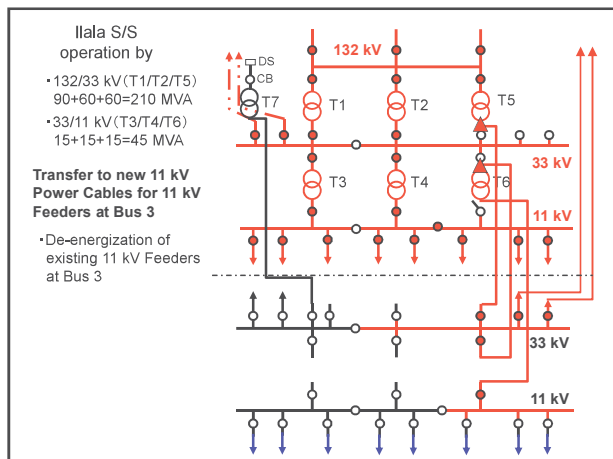 Ilala S/S
operation by
・132/33 kV(T1/T2/T5)
90+60+60=210 MVA
・33/11 kV(T3/T4/T6)
15+15+15=45 MVA
Transfer to new 11 kV
Power Cables for 11 kV
Feeders at Bus 3
・De-energization of
existing 11 kV Feeders
at Bus 3
DS
CB
T7
132 kV
T1
T2
T5
33 kV
T3
T4
T6
11 kV
33 kV
11 kV